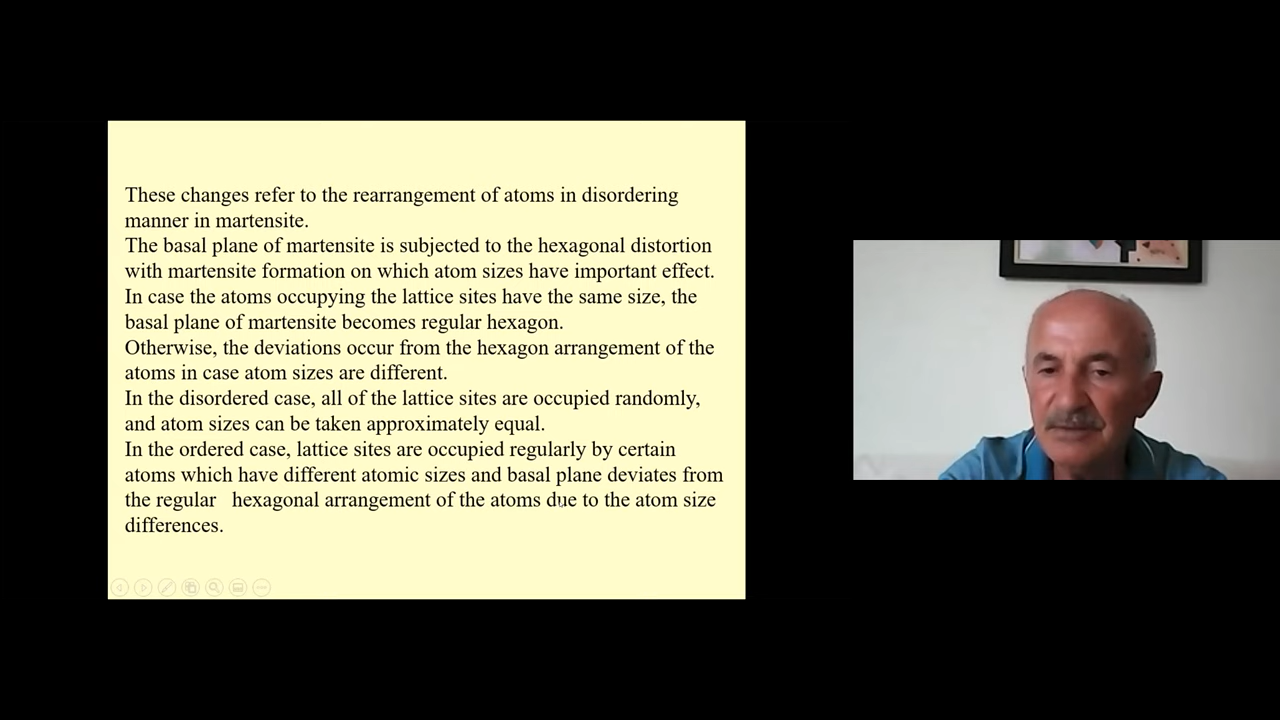 These changes refer to the rearrangement of atoms in disordering
manner in martensite.
The basal plane of martensite is subjected to the hexagonal distortion
with martensite formation on which atom sizes have important effect.
In case the atoms occupying the lattice sites have the same size, the
basal plane of martensite becomes regular hexagon.
Otherwise, the deviations occur from the hexagon arrangement of the
atoms in case atom sizes are different.
In the disordered case, all of the lattice sites are occupied randomly,
and atom sizes can be taken approximately equal.
In the ordered case, lattice sites are occupied regularly by certain
atoms which have different atomic sizes and basal plane deviates from
the regular   hexagonal arrangement of the atoms due to the atom size
differences.